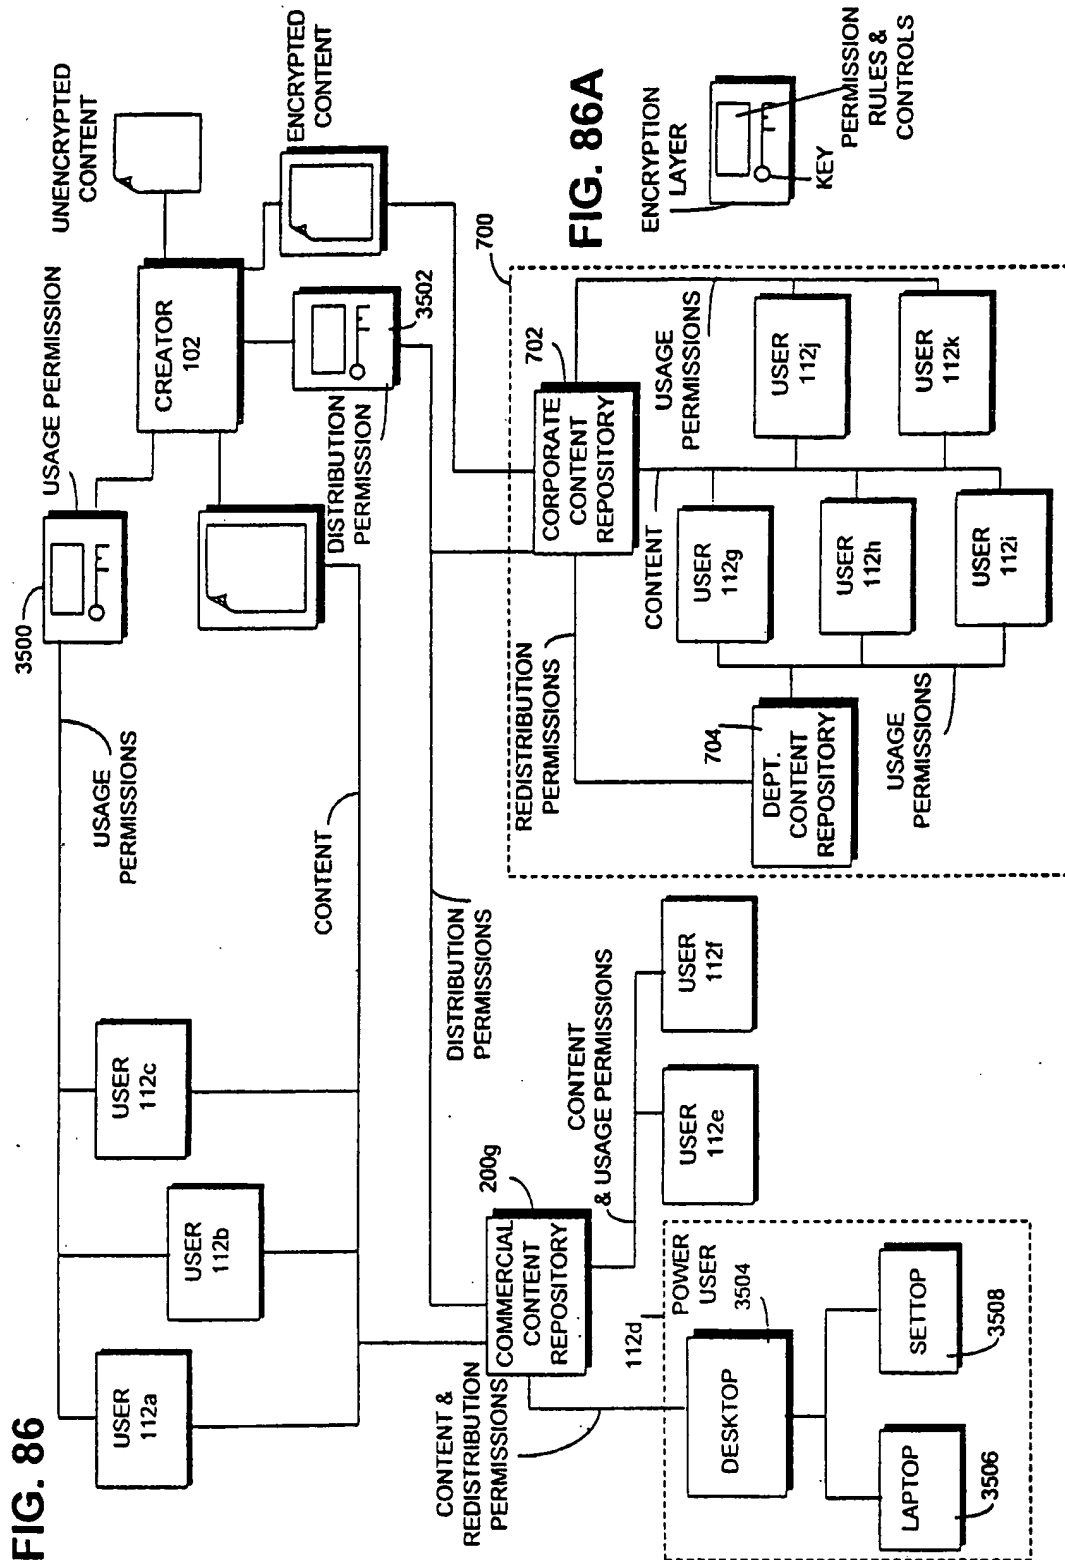 FIG. 86
UNENCRYPTED
CONTENT
USAGE PERMISSION
3500
CREATOR
102
ENCRYPTED
CONTENT
DISTRIBUTION
PERMISSION
3502
USAGE
PERMISSIONS
CONTENT
USER
112a
USER
112b
USER
112c
DISTRIBUTION
PERMISSIONS
COMMERCIAL
CONTENT
REPOSITORY
200g
CONTENT &
REDISTRIBUTION
PERMISSIONS
CONTENT
& USAGE PERMISSIONS
USER
112e
USER
112f
112d
POWER
USER
3504
DESKTOP
LAPTOP
3506
SETTOP
3508
700
702
CORPORATE
CONTENT
REPOSITORY
REDISTRIBUTION
PERMISSIONS
704
DEPT.
CONTENT
REPOSITORY
CONTENT
USAGE
PERMISSIONS
USER
112g
USER
112h
USER
112i
USAGE
PERMISSIONS
USER
112j
USER
112k
FIG. 86A
ENCRYPTION
LAYER
KEY
PERMISSION
RULES &
CONTROLS